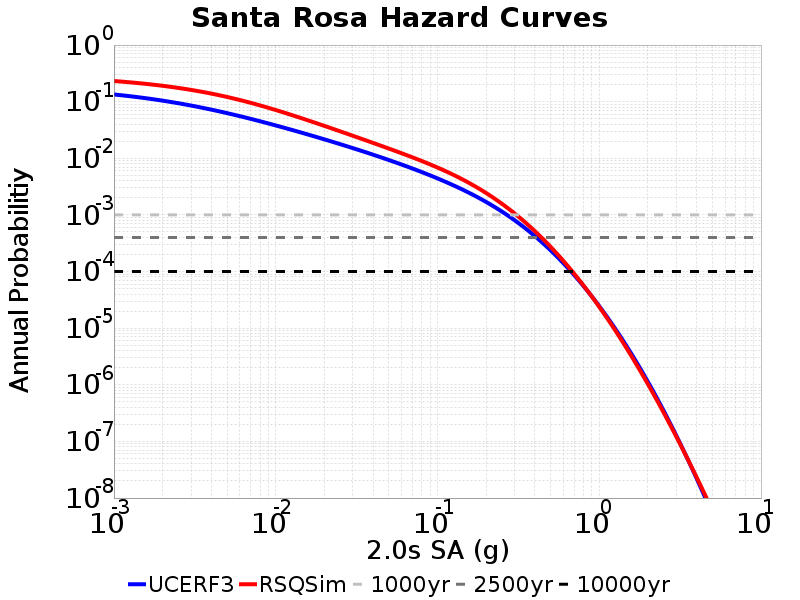 Santa Rosa Hazard Curves
10^0
10^-1
10^-2
10^-3
10^-4
10^-5
10^-6
10^-7
10^-8
Annual Probabilitiy
10^-3 10^-2 10^-1 10^0 10^1
2.0s SA (g)
UCERF3 RSQSim 1000yr 2500yr 10000yr